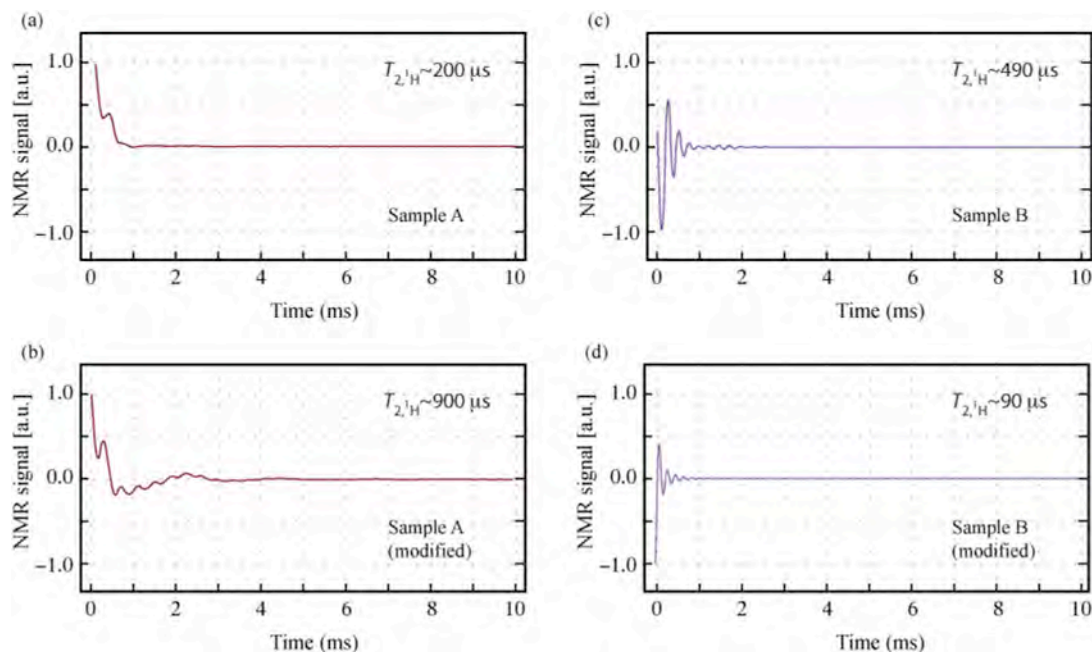 (a)
NMR signal [a.u.]
1.0
0.0
−1.0
T2,¹H~200 μs
Sample A
0 2 4 6 8 10
Time (ms)
(c)
NMR signal [a.u.]
1.0
0.0
−1.0
T2,¹H~490 μs
Sample B
0 2 4 6 8 10
Time (ms)
(b)
NMR signal [a.u.]
1.0
0.0
−1.0
T2,¹H~900 μs
Sample A
(modified)
0 2 4 6 8 10
Time (ms)
(d)
NMR signal [a.u.]
1.0
0.0
−1.0
T2,¹H~90 μs
Sample B
(modified)
0 2 4 6 8 10
Time (ms)